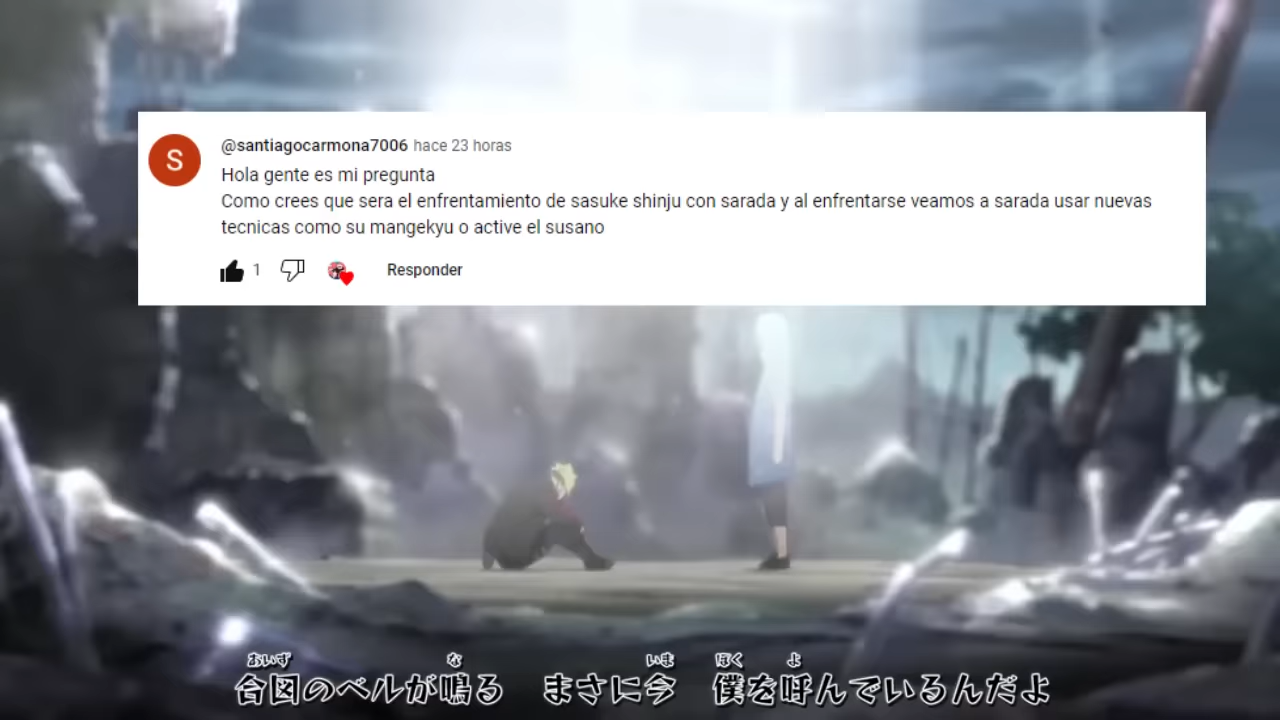 S
@santiagocarmona7006 hace 23 horas
Hola gente es mi pregunta
Como crees que sera el enfrentamiento de sasuke shinju con sarada y al enfrentarse veamos a sarada usar nuevas
tecnicas como su mangekyu o active el susano
1 Responder
あいず な いま ぼく よ
合図のベルが鳴る まさに今 僕を呼んでいるんだよ